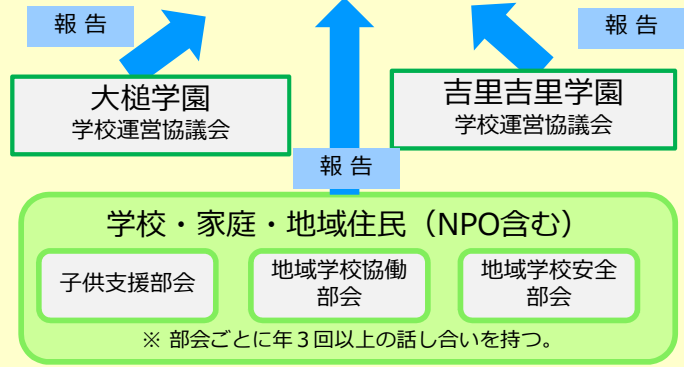 報 告
報 告
大槌学園
学校運営協議会
吉里吉里学園
学校運営協議会
報 告
学校・家庭・地域住民（NPO含む）
子供支援部会
地域学校協働
部会
地域学校安全
部会
※ 部会ごとに年３回以上の話し合いを持つ。